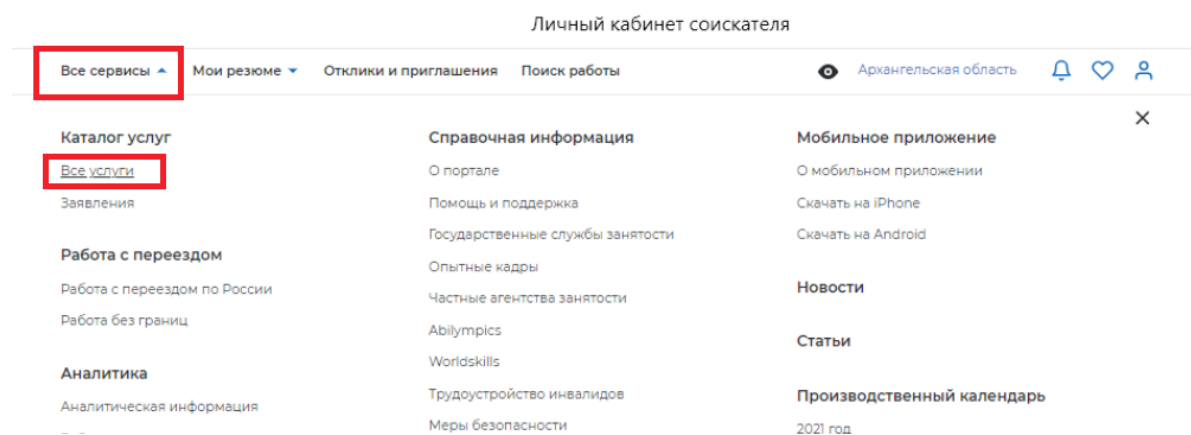 Личный кабинет соискателя
Все сервисы Мои резюме Отклики и приглашения Поиск работы Архангельская область
Каталог услуг
Все услуги
Заявления
Работа с переездом
Работа с переездом по России
Работа без границ
Аналитика
Аналитическая информация
Справочная информация
О портале
Помощь и поддержка
Государственные службы занятости
Опытные кадры
Частные агентства занятости
Abilympics
Worldskills
Трудоустройство инвалидов
Меры безопасности
Мобильное приложение
О мобильном приложении
Скачать на iPhone
Скачать на Android
Новости
Статьи
Производственный календарь
2021 год